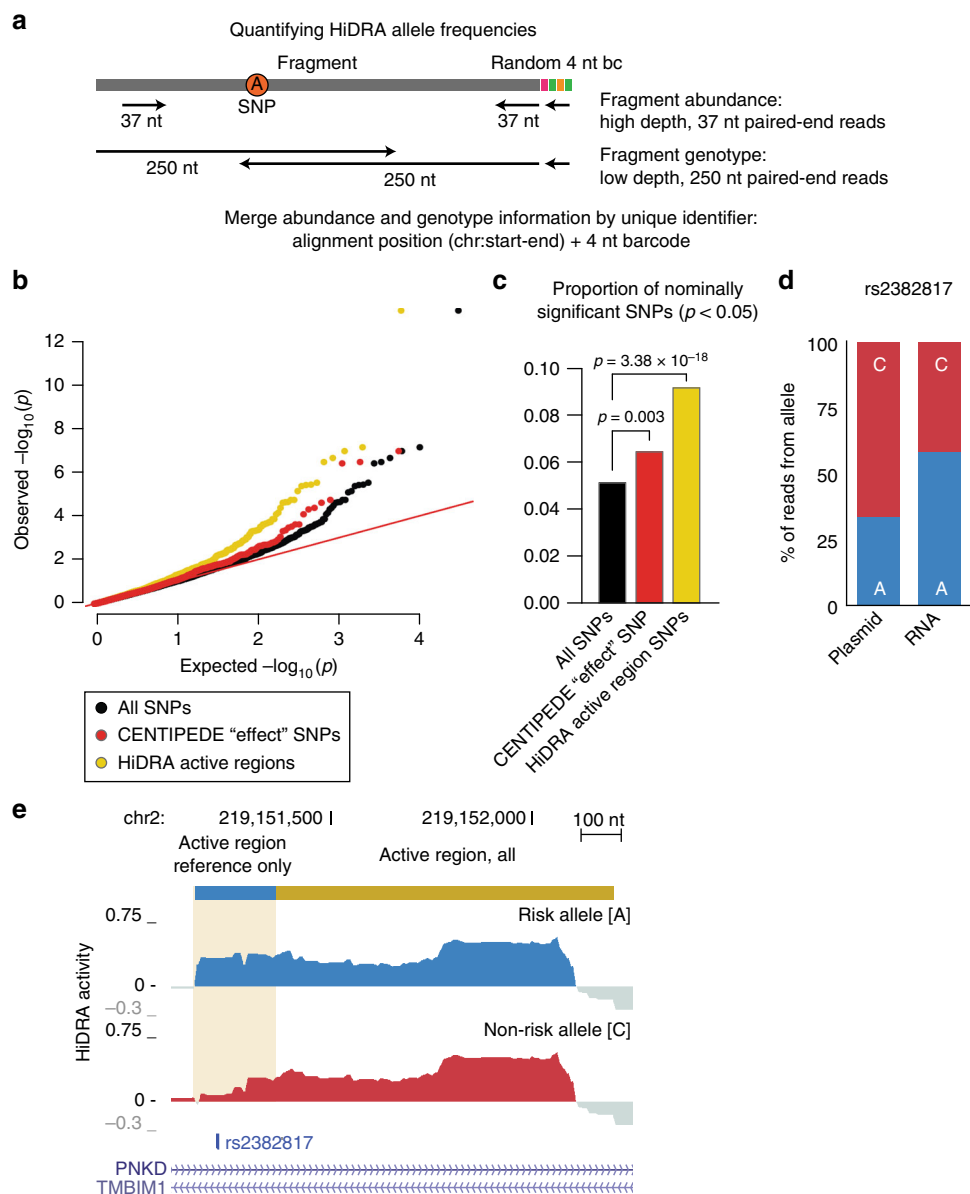 a
Quantifying HiDRA allele frequencies
Fragment
Random 4 nt bc
A
SNP
37 nt
37 nt
Fragment abundance:
high depth, 37 nt paired-end reads
250 nt
250 nt
Fragment genotype:
low depth, 250 nt paired-end reads
Merge abundance and genotype information by unique identifier:
alignment position (chr:start-end) + 4 nt barcode
b
Observed –log10(p)
12
10
8
6
4
2
0
0 1 2 3 4
Expected –log10(p)
All SNPs
CENTIPEDE “effect” SNPs
HiDRA active regions
c
Proportion of nominally
significant SNPs (p < 0.05)
p = 3.38 × 10–18
p = 0.003
0.10
0.08
0.06
0.04
0.02
0.00
All SNPs
CENTIPEDE “effect” SNP
HiDRA active region SNPs
d
rs2382817
% of reads from allele
100
75
50
25
0
C
C
A
A
Plasmid
RNA
e
chr2: 219,151,500 219,152,000 100 nt
Active region
reference only
Active region, all
HiDRA activity
0.75
Risk allele [A]
0
–0.3
0.75
Non-risk allele [C]
0
–0.3
rs2382817
PNKD
TMBIM1